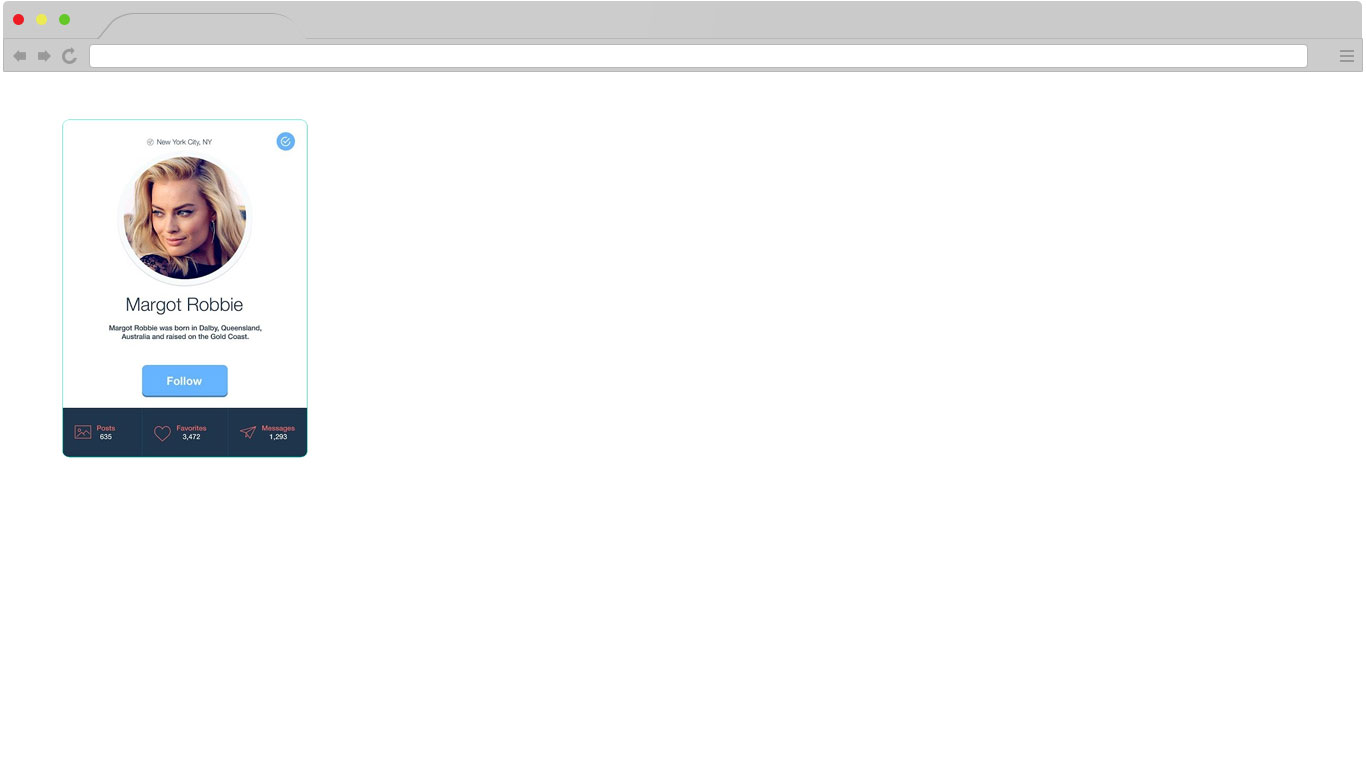 New York City, NY
Margot Robbie
Margot Robbie was born in Dalby, Queensland,
Australia and raised on the Gold Coast.
Follow
Posts
635
Favorites
3,472
Messages
1,293